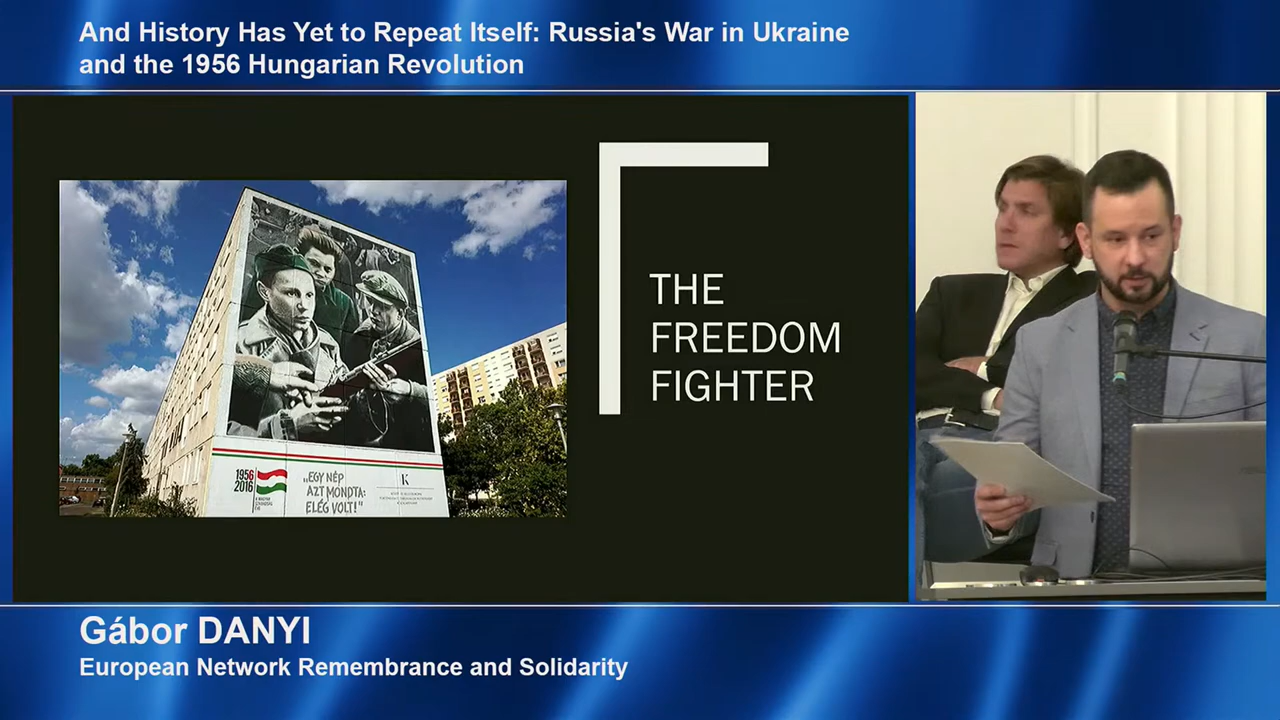 And History Has Yet to Repeat Itself: Russia's War in Ukraine
and the 1956 Hungarian Revolution
THE
FREEDOM
FIGHTER
1956
2016
„EGY NÉP
AZT MONDTA:
ELÉG VOLT!"
K
Gábor DANYI
European Network Remembrance and Solidarity